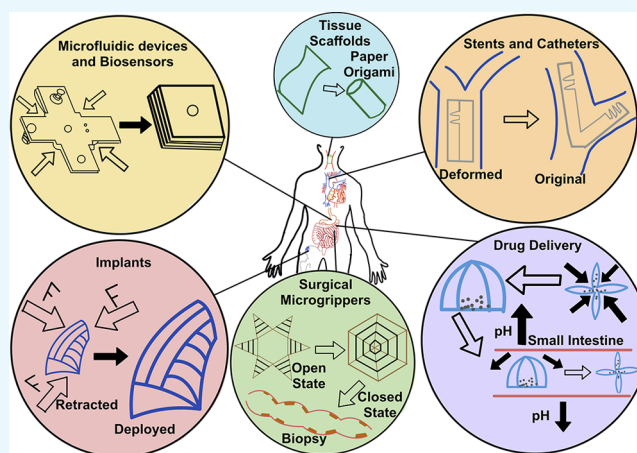 Microfluidic devices
and Biosensors
Tissue
Scaffolds
Paper
Origami
Stents and Catheters
Deformed
Original
Implants
F
F
F
Retracted
Deployed
Surgical
Microgrippers
Open
State
Closed
State
Biopsy
Drug Delivery
pH
Small Intestine
pH